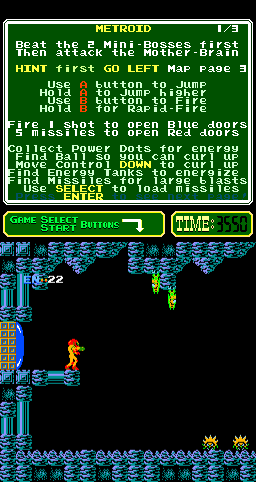 METROID 1/3
Beat the 2 Mini-Bosses first
Then attack the Mother-Brain
HINT first GO LEFT Map page 3
Use A button to Jump
Hold A to Jump higher
Use B button to Fire
Hold B for Rapid-Fire
Fire 1 shot to open Blue doors
5 missiles to open Red doors
Collect Power Dots for energy
Find Ball so you can curl up
Move Control DOWN to curl up
Find Energy Tanks to energize
Find Missiles for large blasts
Use SELECT to load missiles
GAME SELECT
START BUTTONS
TIME: 3550
EN..22